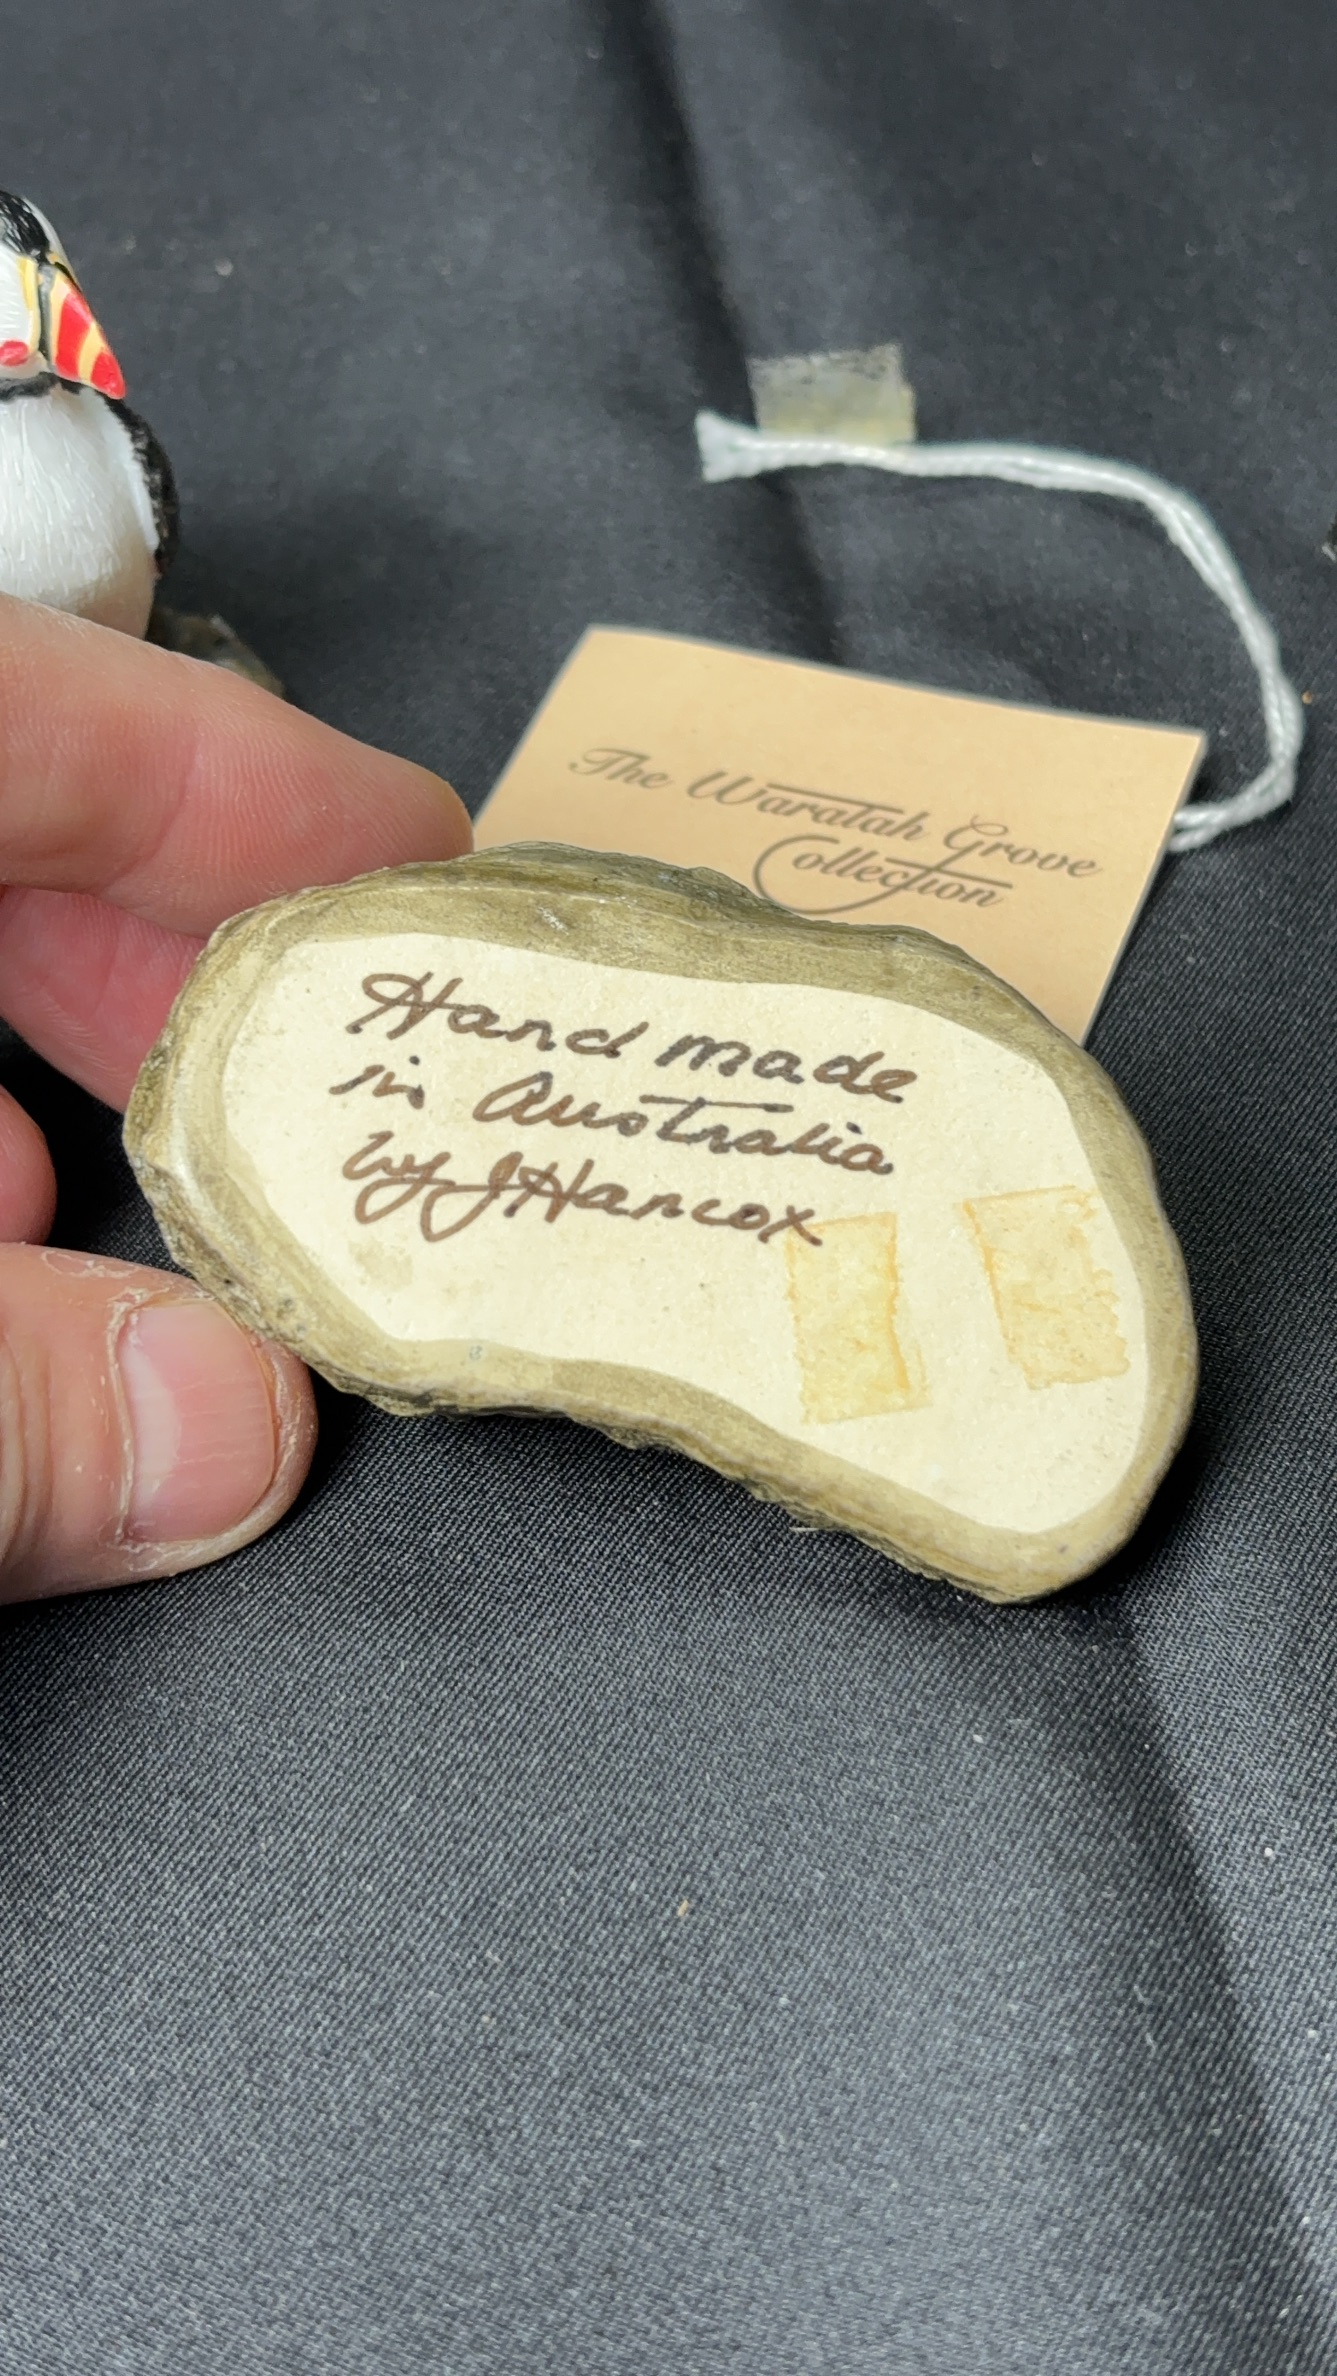 The Waratah Grove
Collection
Hand made
in Australia
by J Hancox